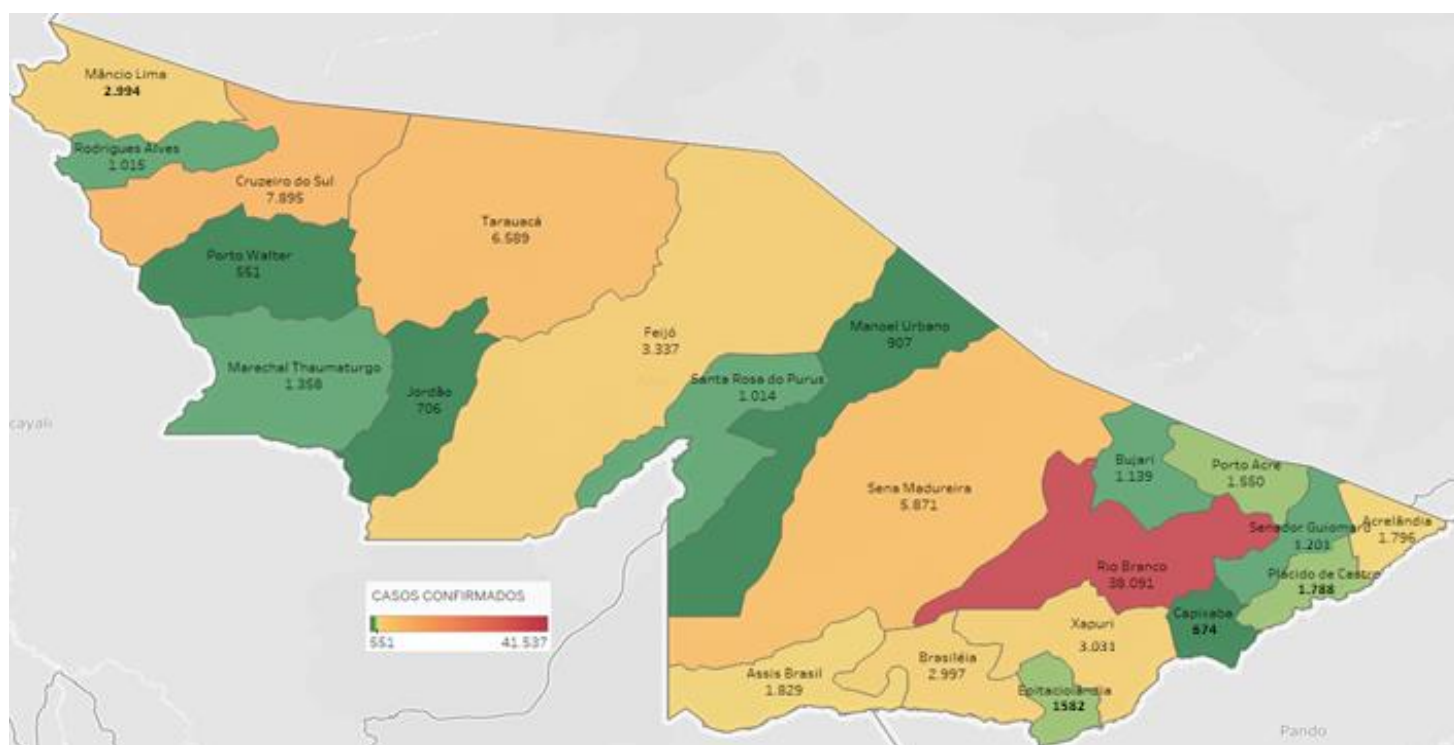 Mâncio Lima
2.994
Rodrigues Alves
1.015
Cruzeiro do Sul
7.895
Tarauacá
6.589
Porto Walter
551
Feijó
3.337
Manoel Urbano
907
Marechal Thaumaturgo
1.358
Jordão
706
Santa Rosa do Purus
1.014
cayali
Sena Madureira
5.871
Bujari
1.139
Porto Acre
1.550
Senador Guiomard
1.201
Acrelândia
1.796
Rio Branco
38.091
Plácido de Castro
1.788
CASOS CONFIRMADOS
551
41.537
Capixaba
674
Xapuri
3.031
Brasiléia
2.997
Assis Brasil
1.829
Epitaciolândia
1582
Pando